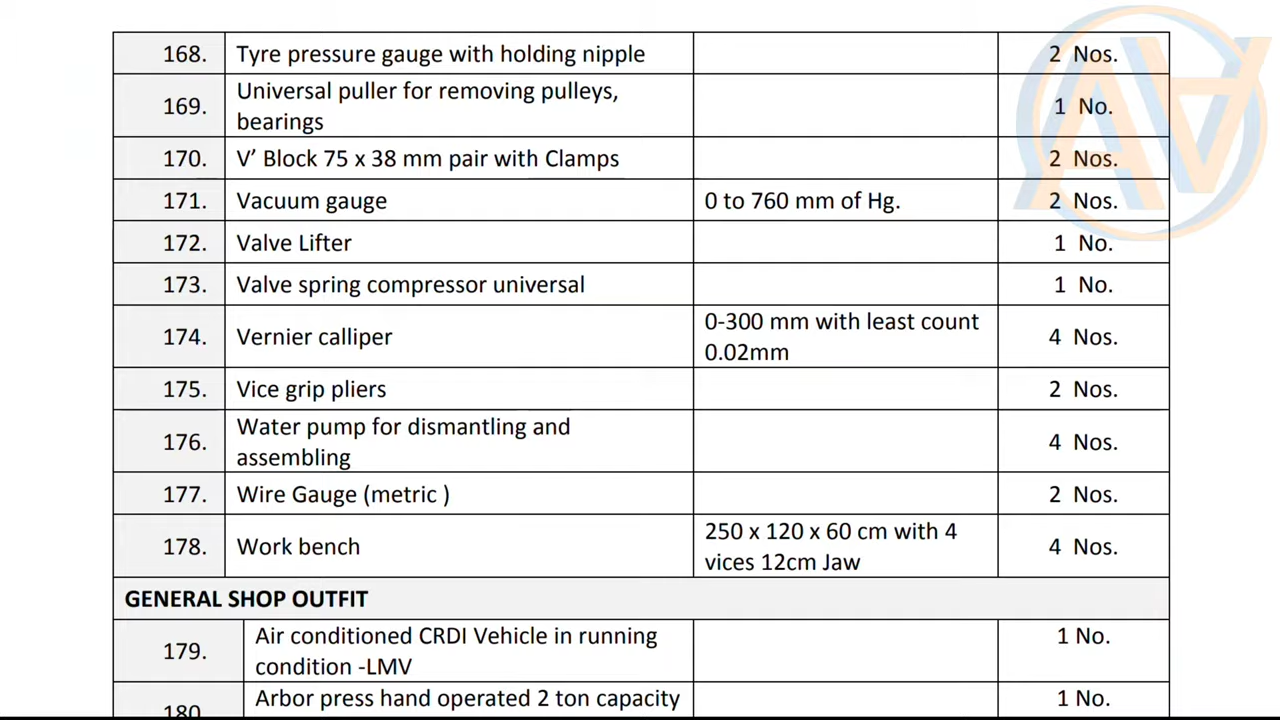 168. Tyre pressure gauge with holding nipple 2 Nos.
169. Universal puller for removing pulleys, bearings 1 No.
170. V’ Block 75 x 38 mm pair with Clamps 2 Nos.
171. Vacuum gauge 0 to 760 mm of Hg. 2 Nos.
172. Valve Lifter 1 No.
173. Valve spring compressor universal 1 No.
174. Vernier calliper 0-300 mm with least count 0.02mm 4 Nos.
175. Vice grip pliers 2 Nos.
176. Water pump for dismantling and assembling 4 Nos.
177. Wire Gauge (metric ) 2 Nos.
178. Work bench 250 x 120 x 60 cm with 4 vices 12cm Jaw 4 Nos.
GENERAL SHOP OUTFIT
179. Air conditioned CRDI Vehicle in running condition -LMV 1 No.
180 Arbor press hand operated 2 ton capacity 1 No.